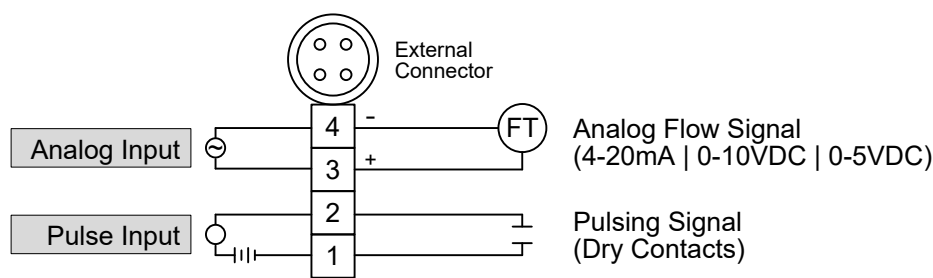 External
Connector
4 -
FT
Analog Flow Signal
Analog Input
3 +
(4-20mA | 0-10VDC | 0-5VDC)
2
Pulsing Signal
Pulse Input
1
(Dry Contacts)